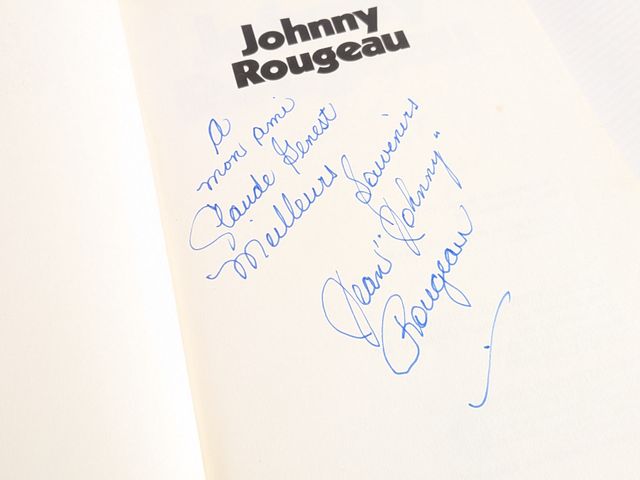 Johnny
Rougeau
A
mon ami
Claude Genest
Meilleurs Souvenirs
Jean "Johnny"
Rougeau